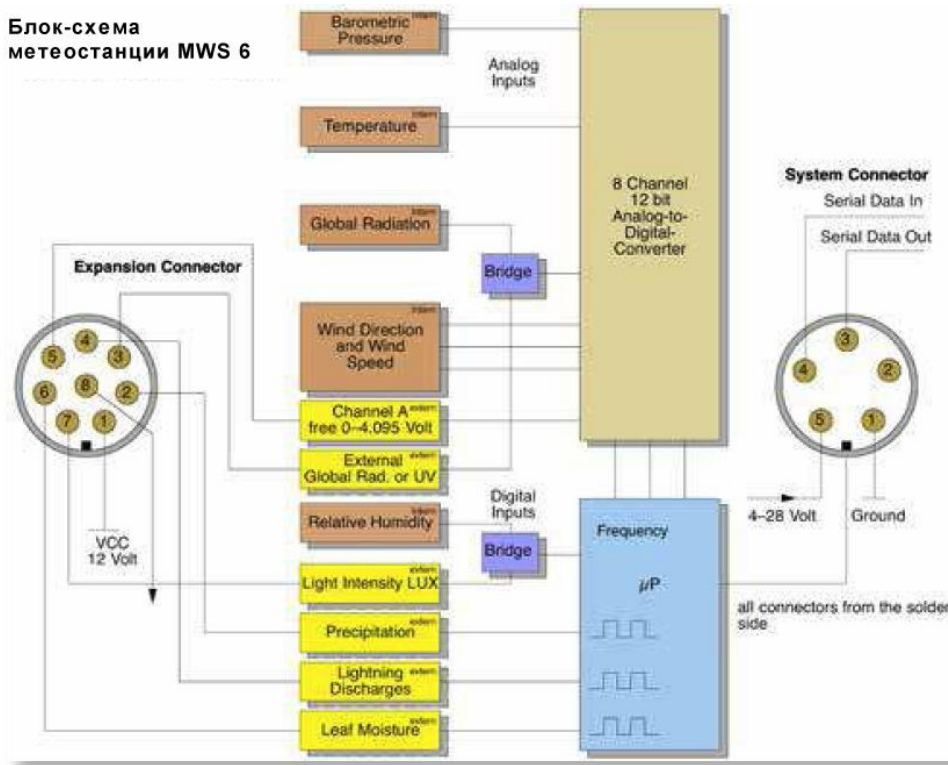 Блок-схема
метеостанции MWS 6
intern
Barometric
Pressure
Analog
Inputs
intern
Temperature
8 Channel
12 bit
Analog-to-
Digital-
Converter
System Connector
Serial Data In
Serial Data Out
intern
Global Radiation
Bridge
Expansion Connector
intern
Wind Direction
and Wind
Speed
4
5
3
8
6
2
7
1
3
4
2
5
1
extern
Channel A
free 0–4.095 Volt
extern
External
Global Rad. or UV
Digital
Inputs
4–28 Volt
Ground
intern
Relative Humidity
Bridge
Frequency
VCC
12 Volt
extern
Light Intensity LUX
µP
all connectors from the solder
side
extern
Precipitation
extern
Lightning
Discharges
extern
Leaf Moisture